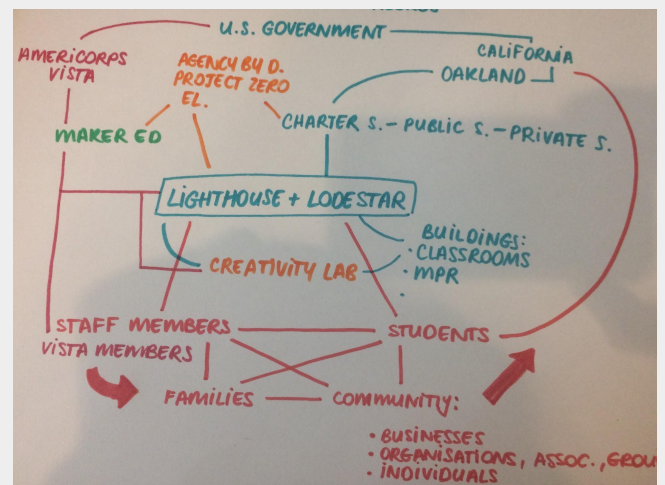 U.S. GOVERNMENT
CALIFORNIA
OAKLAND
AMERICORPS
VISTA
AGENCY BY D.
PROJECT ZERO
EL.
MAKER ED
CHARTER S. – PUBLIC S. – PRIVATE S.
LIGHTHOUSE + LODESTAR
BUILDINGS:
· CLASSROOMS
· MPR
·
CREATIVITY LAB
STAFF MEMBERS
VISTA MEMBERS
STUDENTS
FAMILIES
COMMUNITY:
· BUSINESSES
· ORGANISATIONS, ASSOC., GROU
· INDIVIDUALS